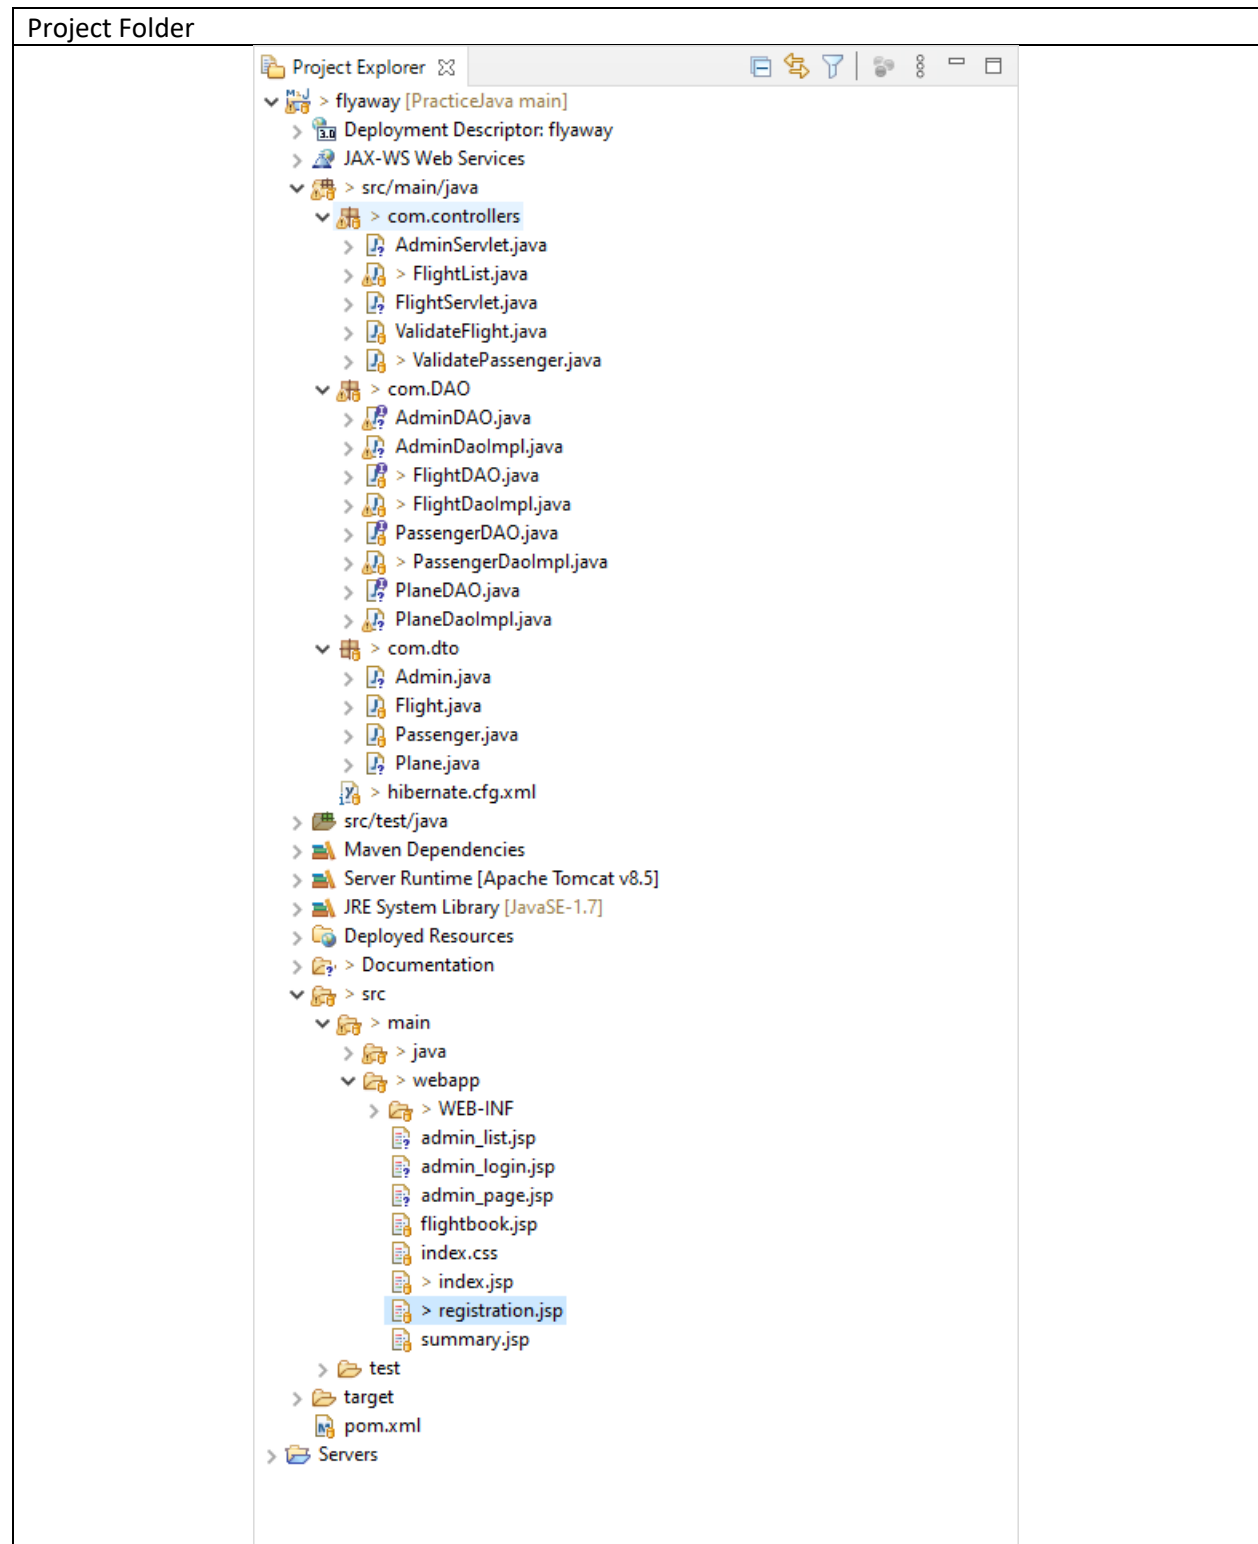 Project Folder
Project Explorer
> flyaway [PracticeJava main]
Deployment Descriptor: flyaway
JAX-WS Web Services
> src/main/java
> com.controllers
AdminServlet.java
> FlightList.java
FlightServlet.java
ValidateFlight.java
> ValidatePassenger.java
> com.DAO
AdminDAO.java
AdminDaoImpl.java
> FlightDAO.java
> FlightDaoImpl.java
PassengerDAO.java
> PassengerDaoImpl.java
PlaneDAO.java
PlaneDaoImpl.java
> com.dto
Admin.java
Flight.java
Passenger.java
Plane.java
> hibernate.cfg.xml
src/test/java
Maven Dependencies
Server Runtime [Apache Tomcat v8.5]
JRE System Library [JavaSE-1.7]
Deployed Resources
> Documentation
> src
> main
> java
> webapp
> WEB-INF
admin_list.jsp
admin_login.jsp
admin_page.jsp
flightbook.jsp
index.css
> index.jsp
> registration.jsp
summary.jsp
test
target
pom.xml
Servers